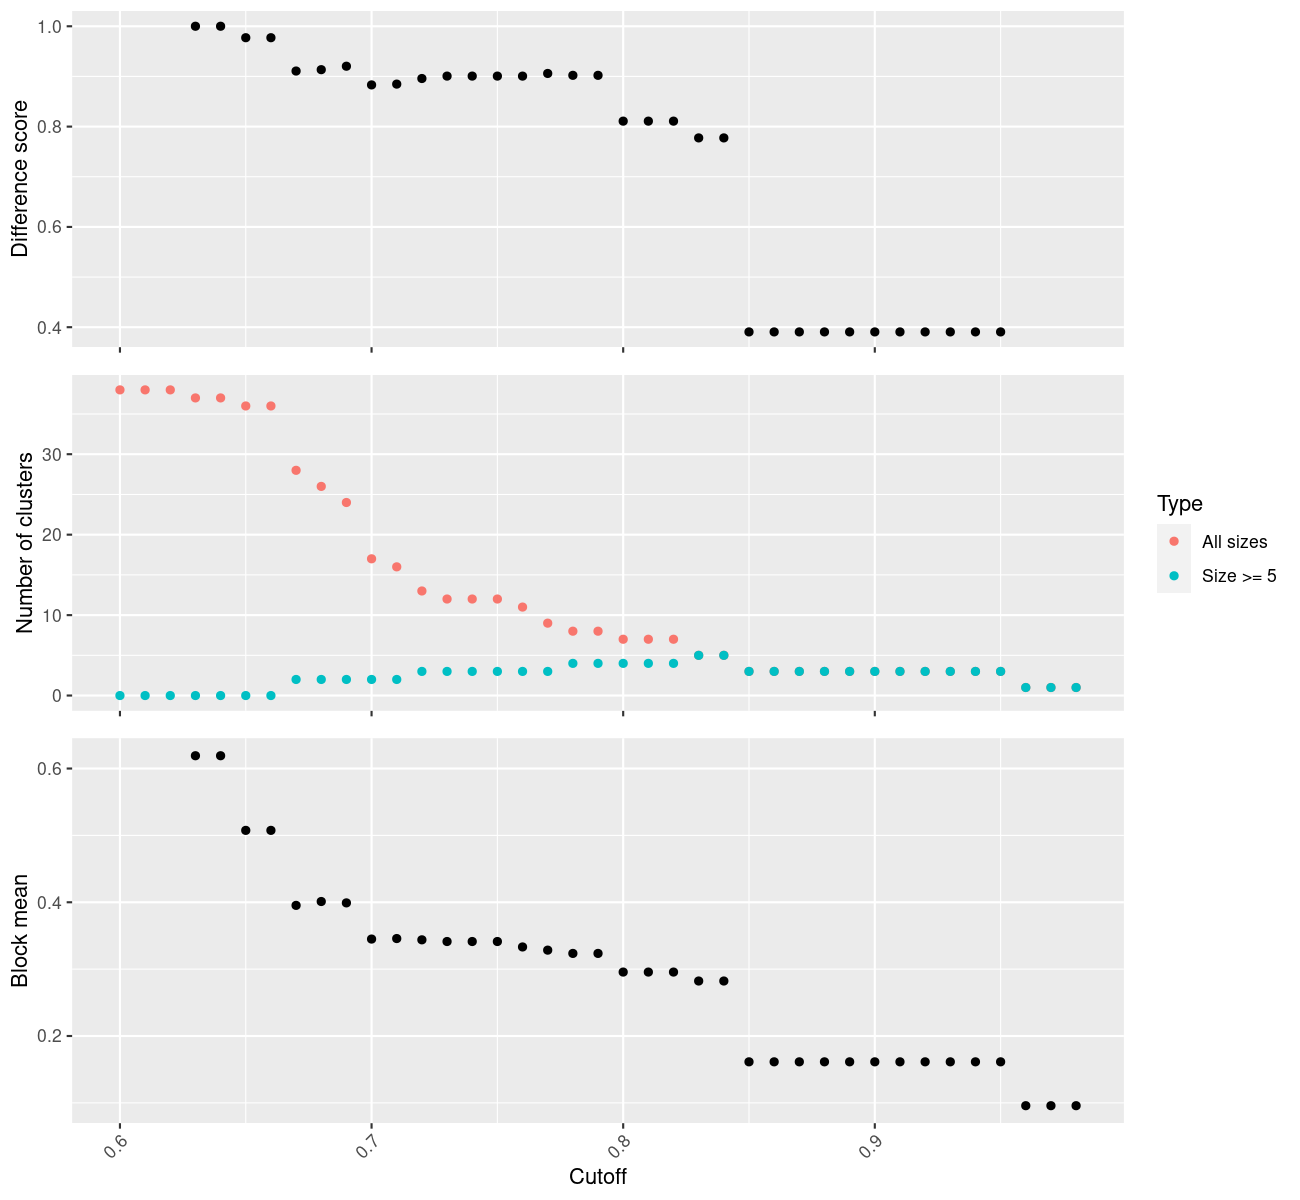 1.0
0.8
0.6
0.4
Difference score
30
20
10
0
Number of clusters
Type
All sizes
Size >= 5
0.6
0.4
0.2
Block mean
0.6
0.7
0.8
0.9
Cutoff